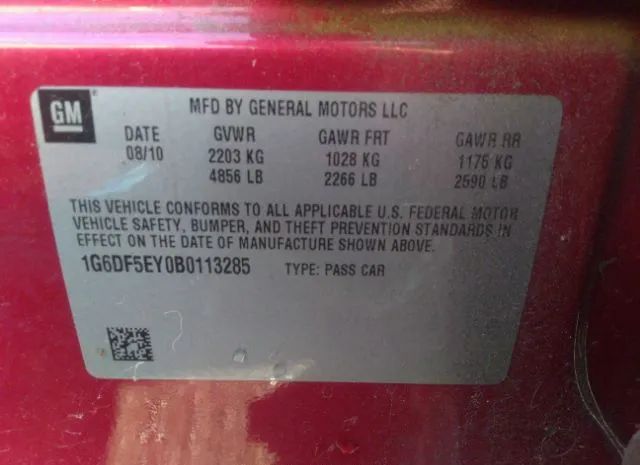 GM
MFD BY GENERAL MOTORS LLC
DATE GVWR GAWR FRT GAWR RR
08/10 2203 KG 1028 KG 1175 KG
4856 LB 2266 LB 2590 LB
THIS VEHICLE CONFORMS TO ALL APPLICABLE U.S. FEDERAL MOTOR
VEHICLE SAFETY, BUMPER, AND THEFT PREVENTION STANDARDS IN
EFFECT ON THE DATE OF MANUFACTURE SHOWN ABOVE.
1G6DF5EY0B0113285 TYPE: PASS CAR